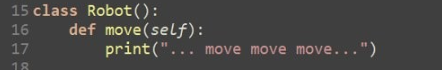 15 class Robot():
16     def move(self):
17         print("... move move move...")
18